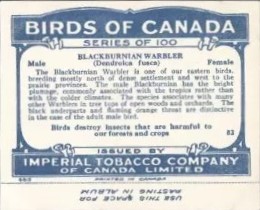 BIRDS OF CANADA
SERIES OF 100
BLACKBURNIAN WARBLER
Male (Dendroica fusca) Female
The Blackburnian Warbler is one of our eastern birds,
breeding mostly north of dense settlement and west to the
prairie provinces. The male Blackburnian has the bright
plumage, commonly associated with the tropics rather than
with the colder climates. The species associates with many
other Warblers in tree tops of open woods and orchards. The
black underparts and flaming orange throat are distinctive
in the case of the adult male bird.
Birds destroy insects that are harmful to
our forests and crops 82
ISSUED BY
IMPERIAL TOBACCO COMPANY
OF CANADA LIMITED
PRINTED IN CANADA
USE THIS SPACE FOR
PASTING IN ALBUM